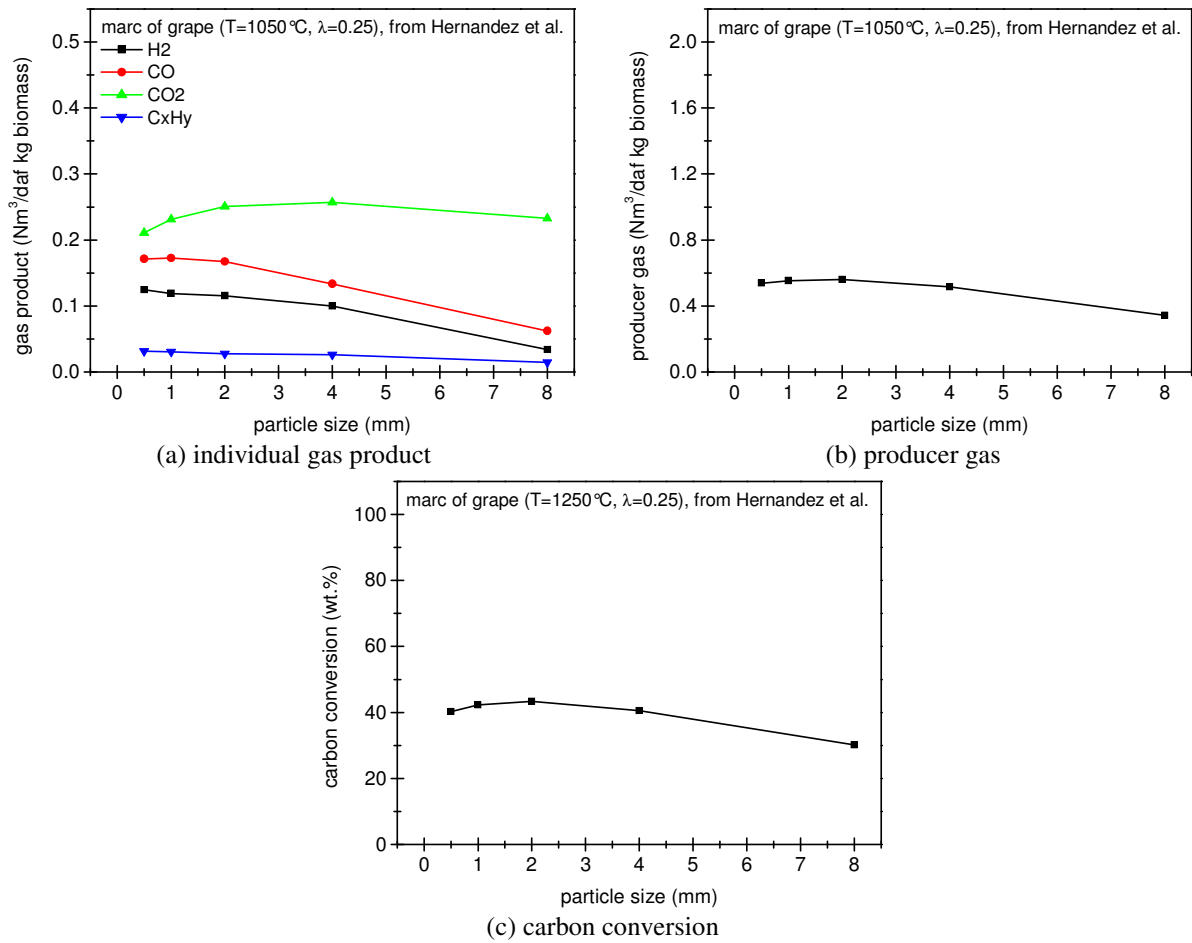 marc of grape (T=1050°C, λ=0.25), from Hernandez et al.
H2
CO
CO2
CxHy
0.5
0.4
0.3
0.2
0.1
0.0
gas product (Nm³/daf kg biomass)
0 1 2 3 4 5 6 7 8
particle size (mm)
(a) individual gas product
marc of grape (T=1050°C, λ=0.25), from Hernandez et al.
2.0
1.6
1.2
0.8
0.4
0.0
producer gas (Nm³/daf kg biomass)
0 1 2 3 4 5 6 7 8
particle size (mm)
(b) producer gas
marc of grape (T=1250°C, λ=0.25), from Hernandez et al.
100
80
60
40
20
0
carbon conversion (wt.%)
0 1 2 3 4 5 6 7 8
particle size (mm)
(c) carbon conversion